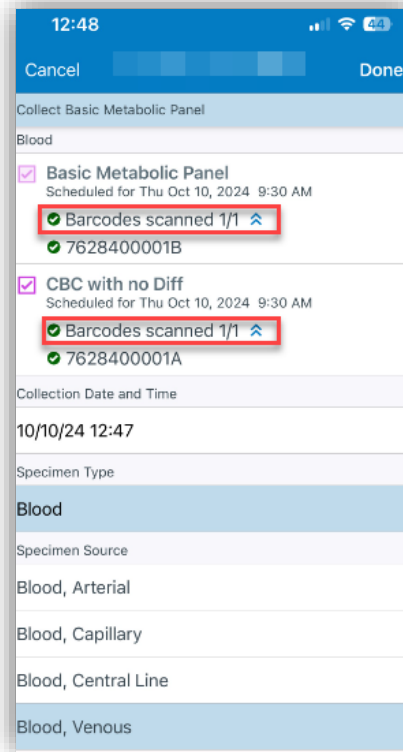 12:48
44
Cancel
Done
Collect Basic Metabolic Panel
Blood
Basic Metabolic Panel
Scheduled for Thu Oct 10, 2024 9:30 AM
Barcodes scanned 1/1
7628400001B
CBC with no Diff
Scheduled for Thu Oct 10, 2024 9:30 AM
Barcodes scanned 1/1
7628400001A
Collection Date and Time
10/10/24 12:47
Specimen Type
Blood
Specimen Source
Blood, Arterial
Blood, Capillary
Blood, Central Line
Blood, Venous